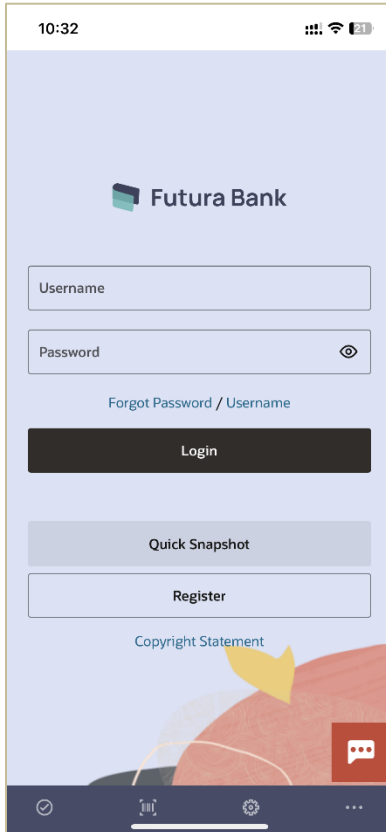 10:32
21
Futura Bank
Username
Password
Forgot Password / Username
Login
Quick Snapshot
Register
Copyright Statement